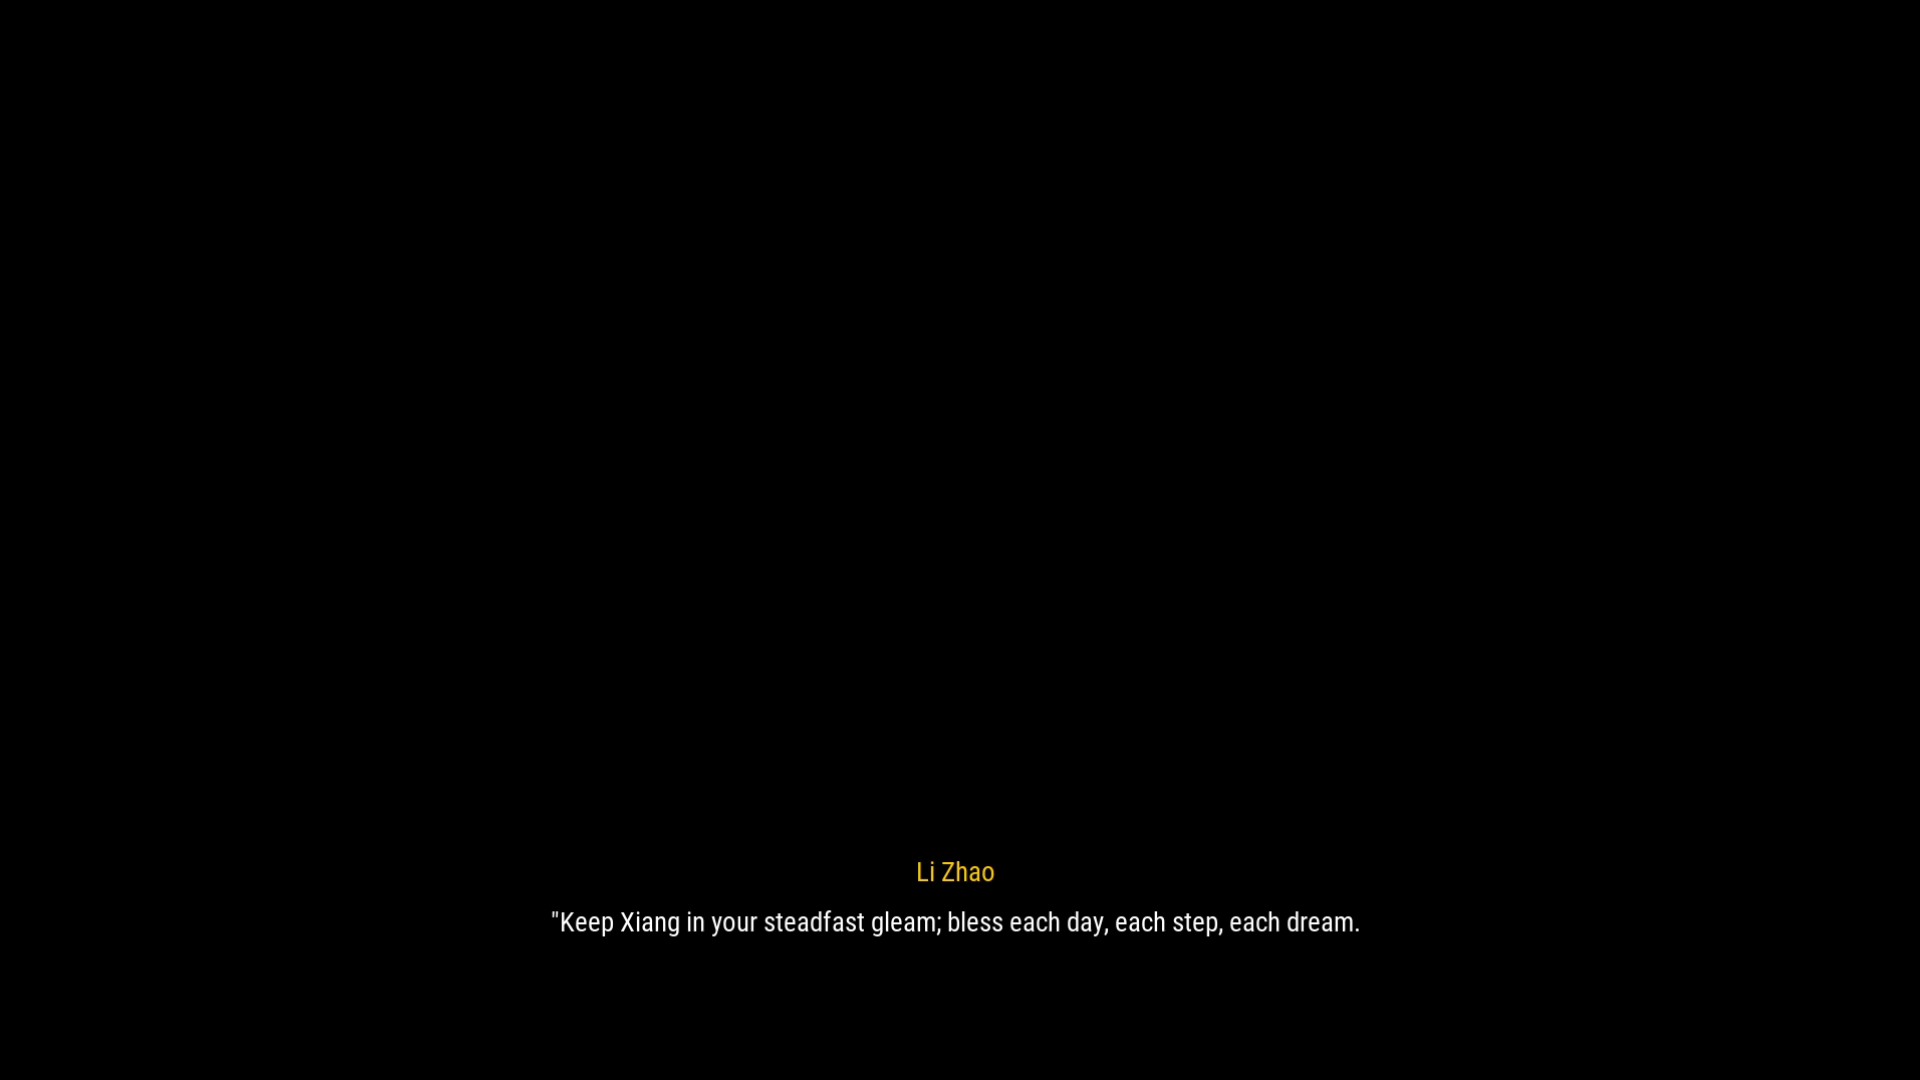 Li Zhao
"Keep Xiang in your steadfast gleam; bless each day, each step, each dream.